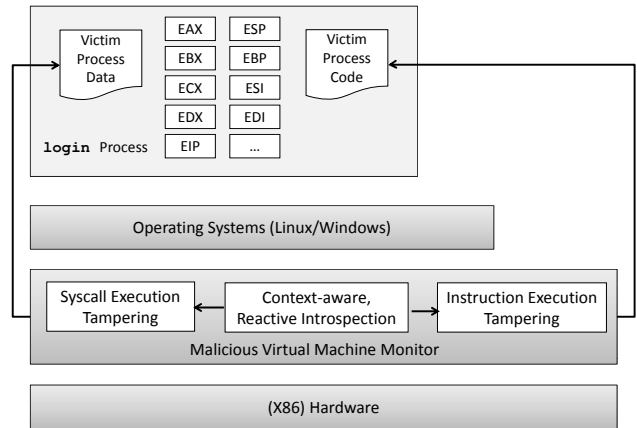 Victim
Process
Data
EAX
ESP
EBX
EBP
ECX
ESI
EDX
EDI
EIP
...
Victim
Process
Code
login Process
Operating Systems (Linux/Windows)
Syscall Execution
Tampering
Context-aware,
Reactive Introspection
Instruction Execution
Tampering
Malicious Virtual Machine Monitor
(X86) Hardware